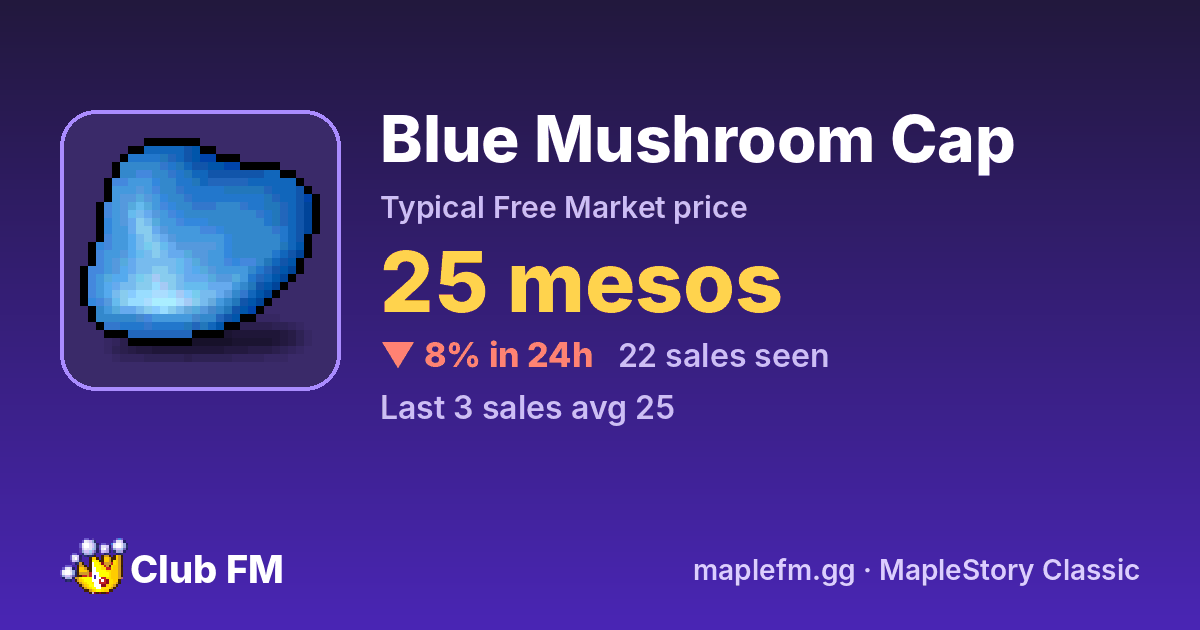 Blue Mushroom Cap
Typical Free Market price
25 mesos
▼ 8% in 24h 22 sales seen
Last 3 sales avg 25
Club FM
maplefm.gg · MapleStory Classic